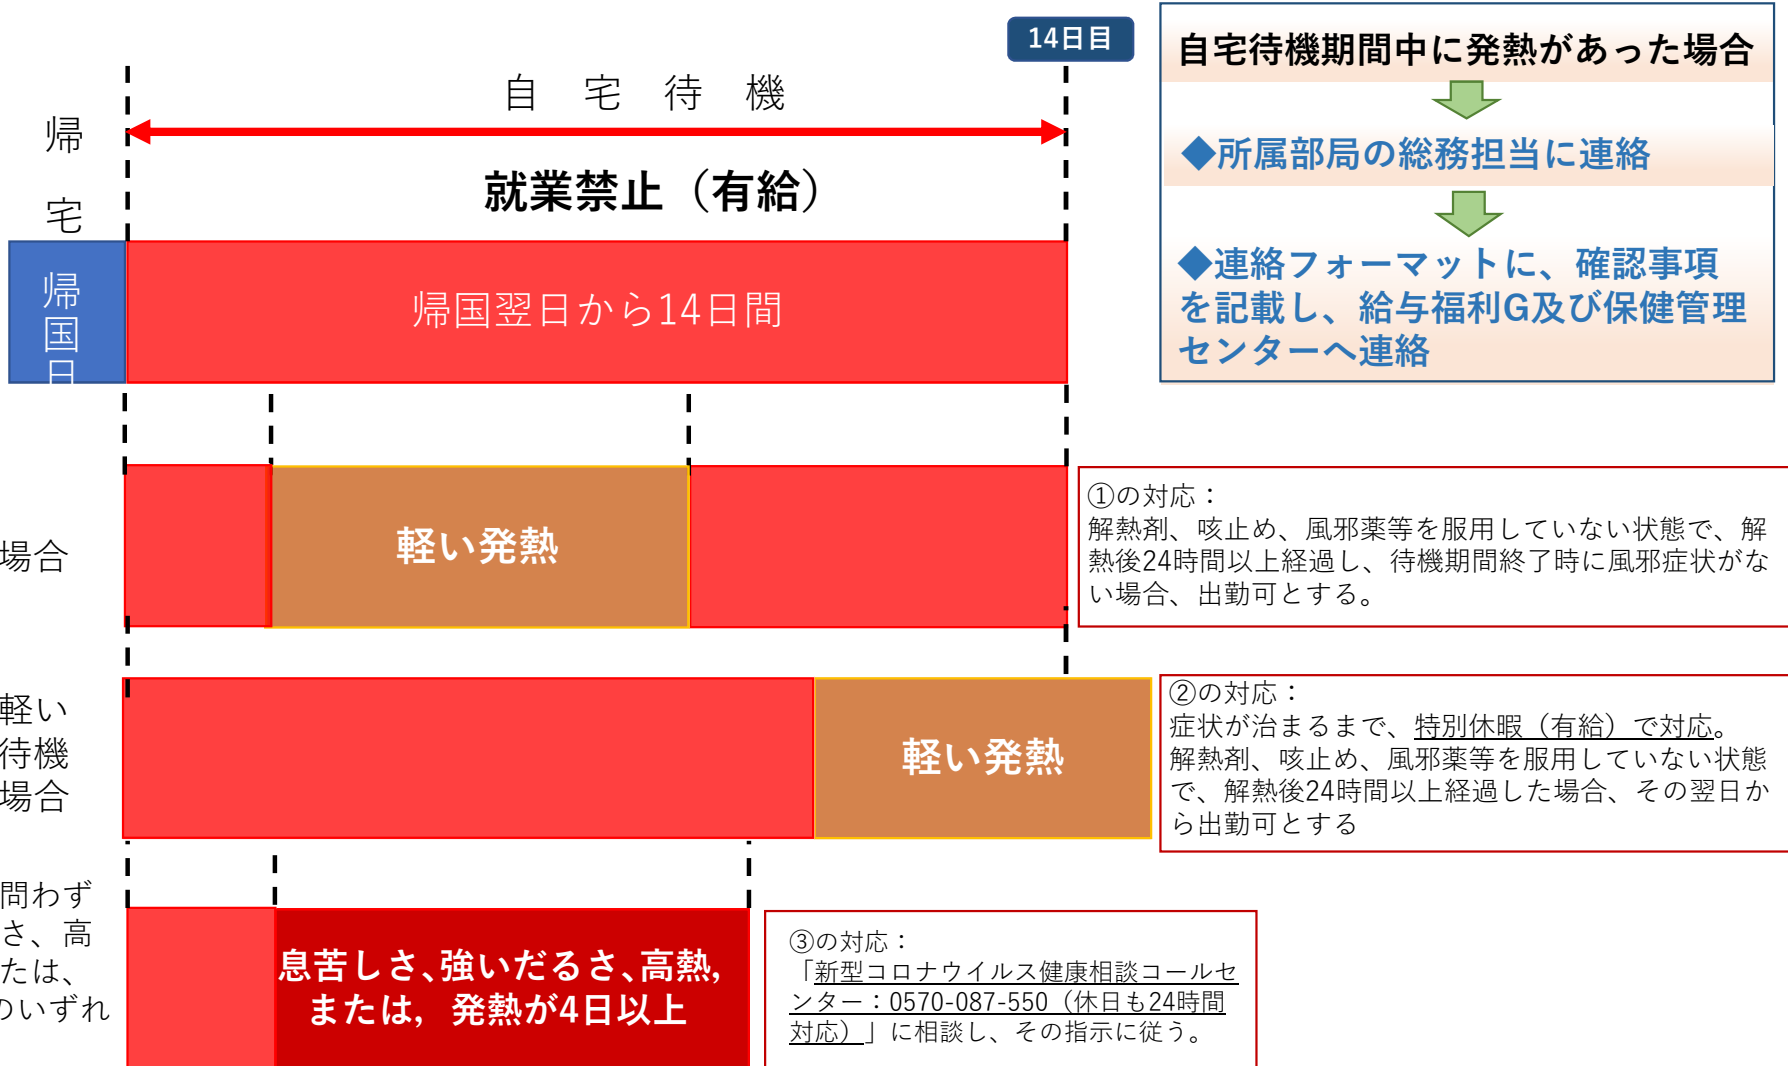 14日目
自宅待機期間中に発熱があった場合
◆所属部局の総務担当に連絡
◆連絡フォーマットに、確認事項
を記載し、給与福利G及び保健管理
センターへ連絡
自宅待機
帰宅
就業禁止（有給）
帰国日
帰国翌日から14日間
場合
軽い発熱
①の対応：
解熱剤、咳止め、風邪薬等を服用していない状態で、解
熱後24時間以上経過し、待機期間終了時に風邪症状がな
い場合、出勤可とする。
軽い
待機
場合
軽い発熱
②の対応：
症状が治まるまで、特別休暇（有給）で対応。
解熱剤、咳止め、風邪薬等を服用していない状態
で、解熱後24時間以上経過した場合、その翌日か
ら出勤可とする
問わず
さ、高
たは、
のいずれ
息苦しさ、強いだるさ、高熱,
または，発熱が4日以上
③の対応：
「新型コロナウイルス健康相談コールセ
ンター：0570-087-550（休日も24時間
対応）」に相談し、その指示に従う。